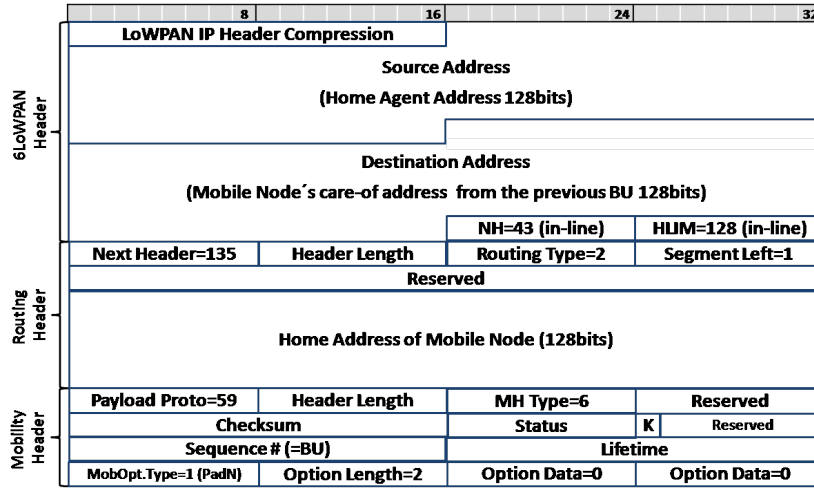 8 16 24 32
6LoWPAN Header
LoWPAN IP Header Compression
Source Address
(Home Agent Address 128bits)
Destination Address
(Mobile Node´s care-of address from the previous BU 128bits)
NH=43 (in-line) HLIM=128 (in-line)
Routing Header
Next Header=135 Header Length Routing Type=2 Segment Left=1
Reserved
Home Address of Mobile Node (128bits)
Mobility Header
Payload Proto=59 Header Length MH Type=6 Reserved
Checksum Status K Reserved
Sequence # (=BU) Lifetime
MobOpt.Type=1 (PadN) Option Length=2 Option Data=0 Option Data=0